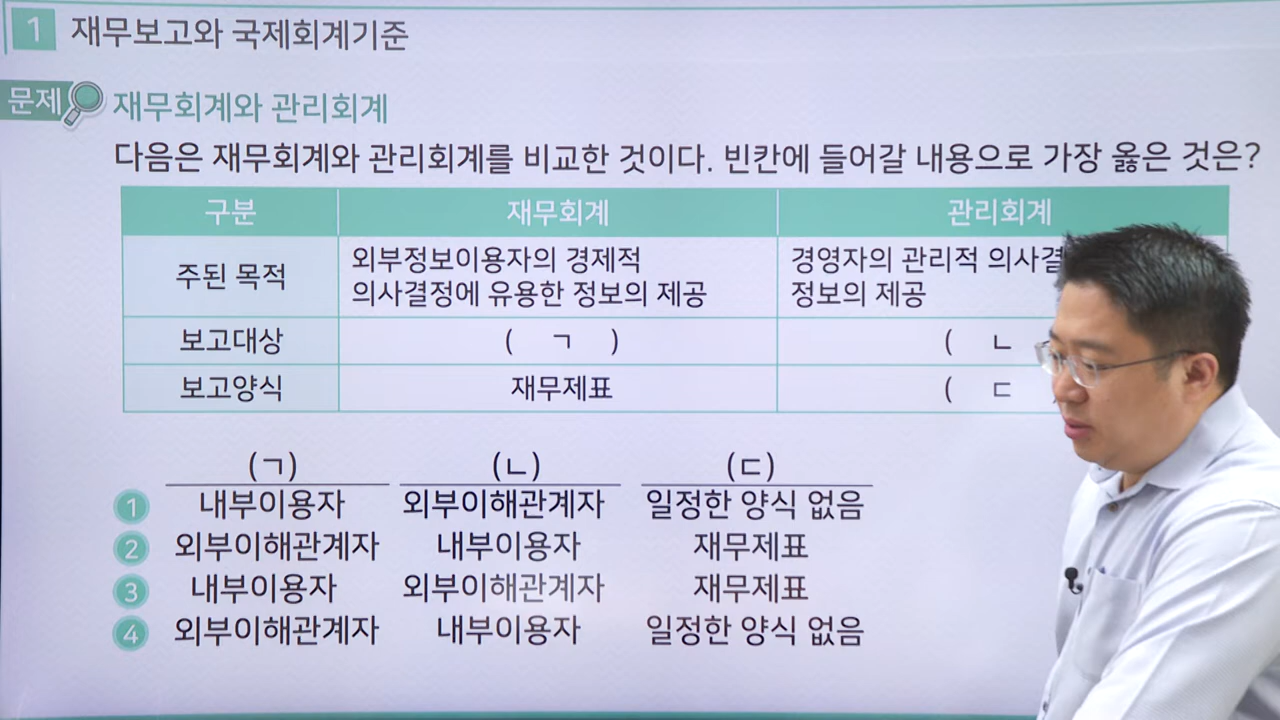 1 재무보고와 국제회계기준
문제 재무회계와 관리회계
다음은 재무회계와 관리회계를 비교한 것이다. 빈칸에 들어갈 내용으로 가장 옳은 것은?
구분 재무회계 관리회계
주된 목적 외부정보이용자의 경제적 의사결정에 유용한 정보의 제공 경영자의 관리적 정보의 제공
보고대상 ( ㄱ ) ( ㄴ
보고양식 재무제표 ( ㄷ
(ㄱ) (ㄴ) (ㄷ)
1 내부이용자 외부이해관계자 일정한 양식 없음
2 외부이해관계자 내부이용자 재무제표
3 내부이용자 외부이해관계자 재무제표
4 외부이해관계자 내부이용자 일정한 양식 없음